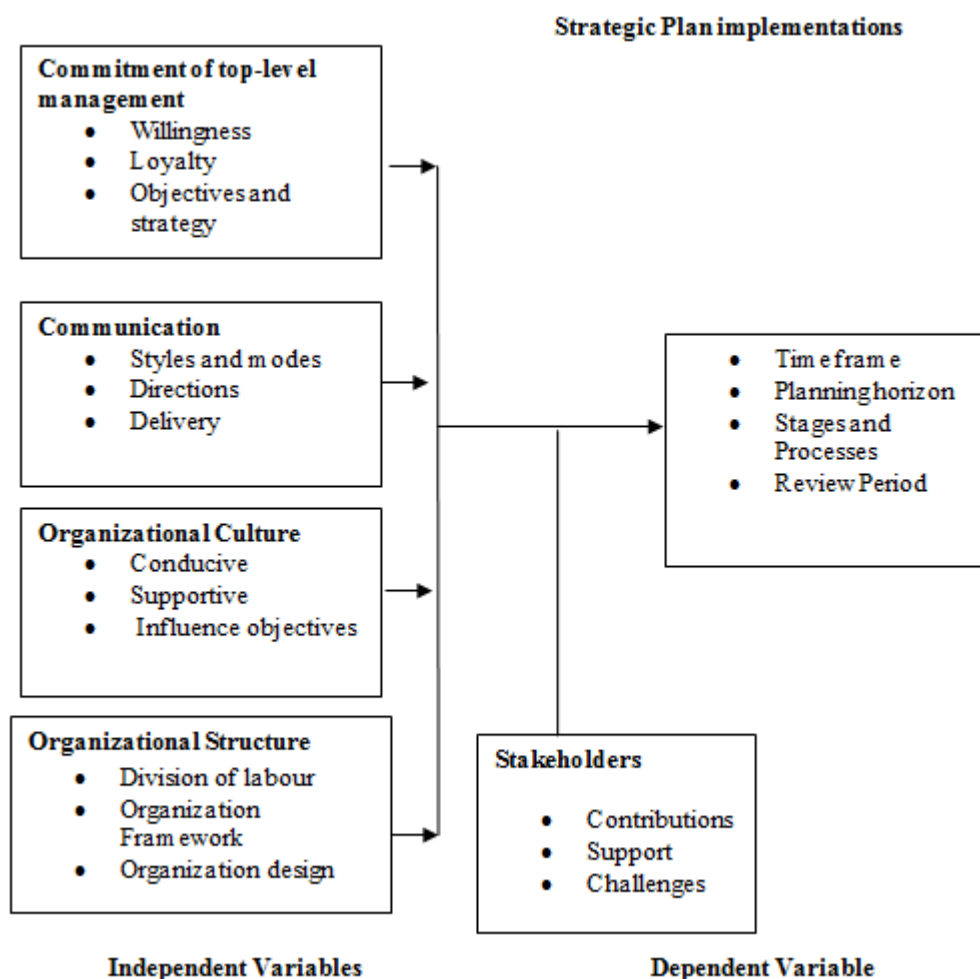 Strategic Plan implementations
Commitment of top-level
management
• Willingness
• Loyalty
• Objectives and
strategy
Communication
• Styles and modes
• Directions
• Delivery
Organizational Culture
• Conducive
• Supportive
• Influence objectives
Organizational Structure
• Division of labour
• Organization
Framework
• Organization design
• Timeframe
• Planning horizon
• Stages and
Processes
• Review Period
Stakeholders
• Contributions
• Support
• Challenges
Independent Variables
Dependent Variable